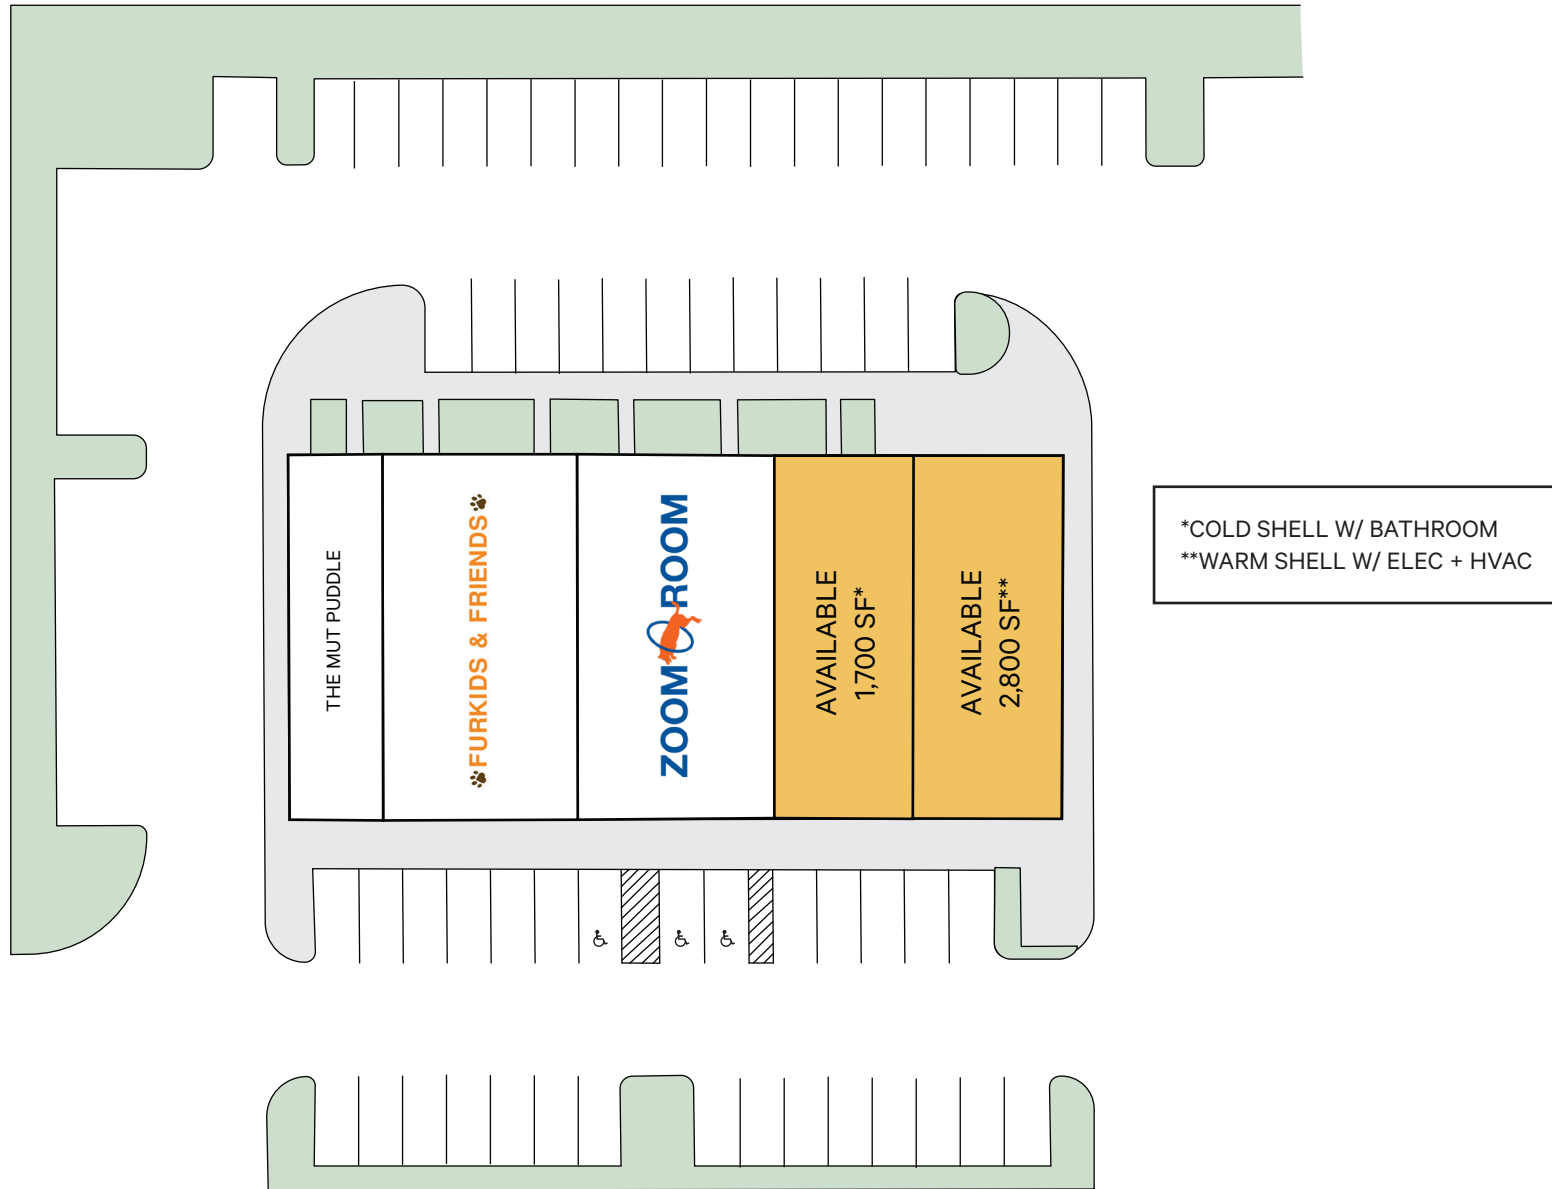 THE MUT PUDDLE
FURKIDS & FRIENDS
ZOOM ROOM
AVAILABLE
1,700 SF*
AVAILABLE
2,800 SF**
*COLD SHELL W/ BATHROOM
**WARM SHELL W/ ELEC + HVAC